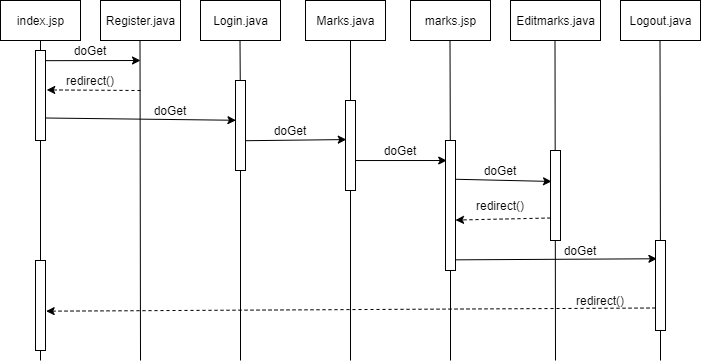 index.jsp
Register.java
Login.java
Marks.java
marks.jsp
Editmarks.java
Logout.java
doGet
redirect()
doGet
doGet
doGet
doGet
redirect()
doGet
redirect()